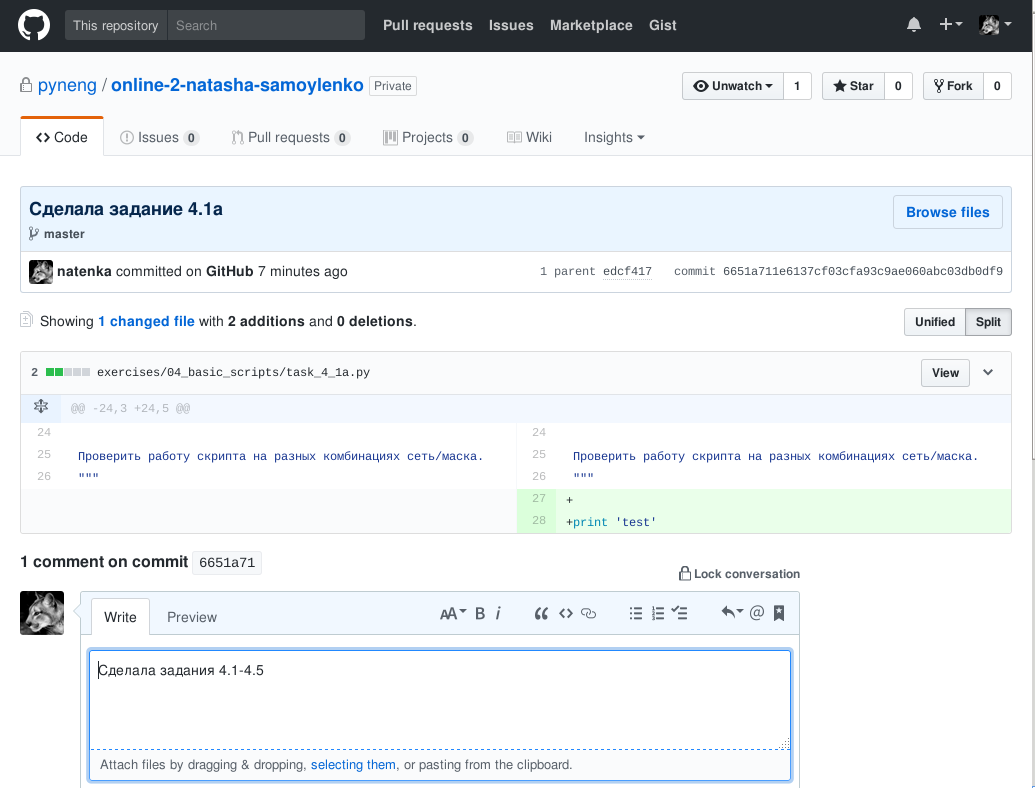 This repository Search Pull requests Issues Marketplace Gist
pyneng / online-2-natasha-samoylenko Private Unwatch 1 Star 0 Fork 0
Code Issues 0 Pull requests 0 Projects 0 Wiki Insights
Сделала задание 4.1a Browse files
master
natenka committed on GitHub 7 minutes ago 1 parent edcf417 commit 6651a711e6137cf03cfa93c9ae060abc03db0df9
Showing 1 changed file with 2 additions and 0 deletions. Unified Split
2 exercises/04_basic_scripts/task_4_1a.py View
@@ -24,3 +24,5 @@
24 24
25 Проверить работу скрипта на разных комбинациях сеть/маска. 25 Проверить работу скрипта на разных комбинациях сеть/маска.
26 """ 26 """
27 +
28 +print 'test'
1 comment on commit 6651a71
Lock conversation
Write Preview AA B i “ <> @
Сделала задания 4.1-4.5
Attach files by dragging & dropping, selecting them, or pasting from the clipboard.